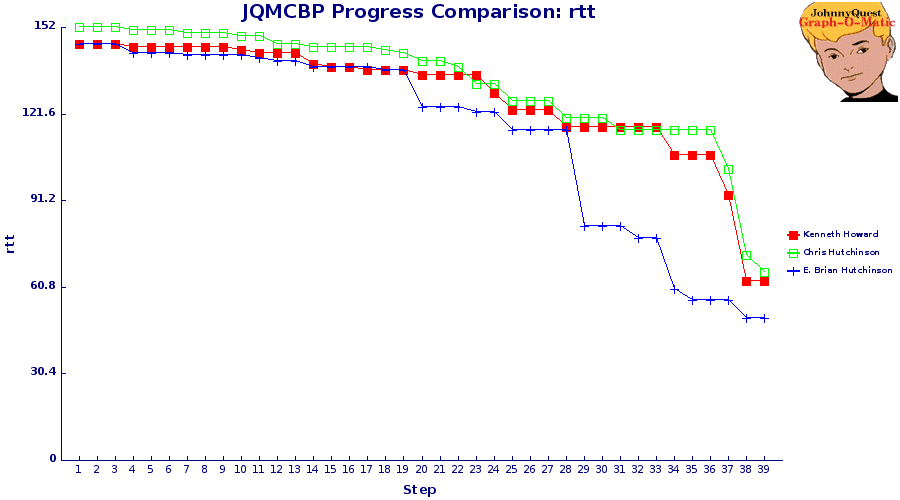 JQMCBP Progress Comparison: rtt
JohnnyQuest
Graph-O-Matic
152
121.6
91.2
60.8
30.4
0
rtt
1 2 3 4 5 6 7 8 9 10 11 12 13 14 15 16 17 18 19 20 21 22 23 24 25 26 27 28 29 30 31 32 33 34 35 36 37 38 39
Step
Kenneth Howard
Chris Hutchinson
E. Brian Hutchinson